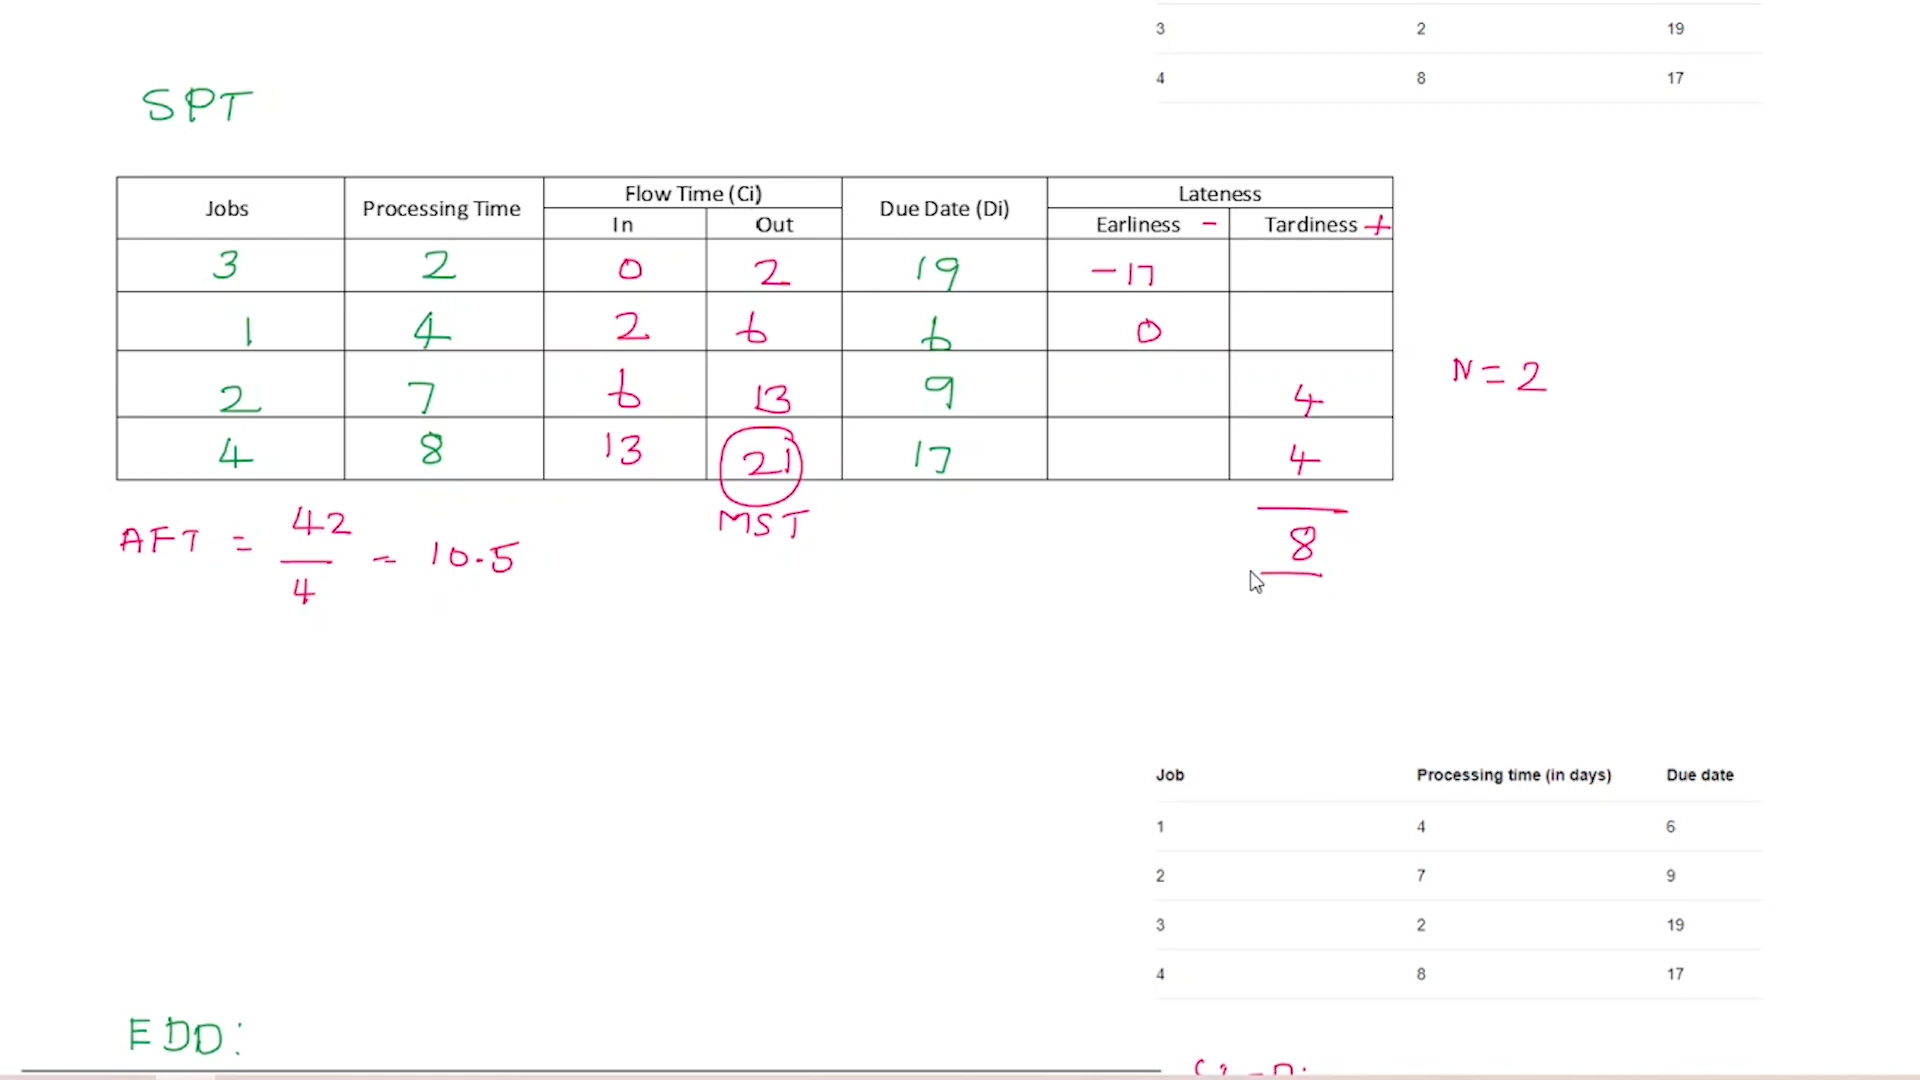 3 2 19
4 8 17
SPT
Jobs Processing Time Flow Time (Ci) Due Date (Di) Lateness
In Out Earliness - Tardiness +
3 2 0 2 19 -17
1 4 2 6 6 0
2 7 6 13 9 4
4 8 13 21 17 4
N = 2
MST
AFT = 42/4 = 10.5
8
Job Processing time (in days) Due date
1 4 6
2 7 9
3 2 19
4 8 17
EDD: